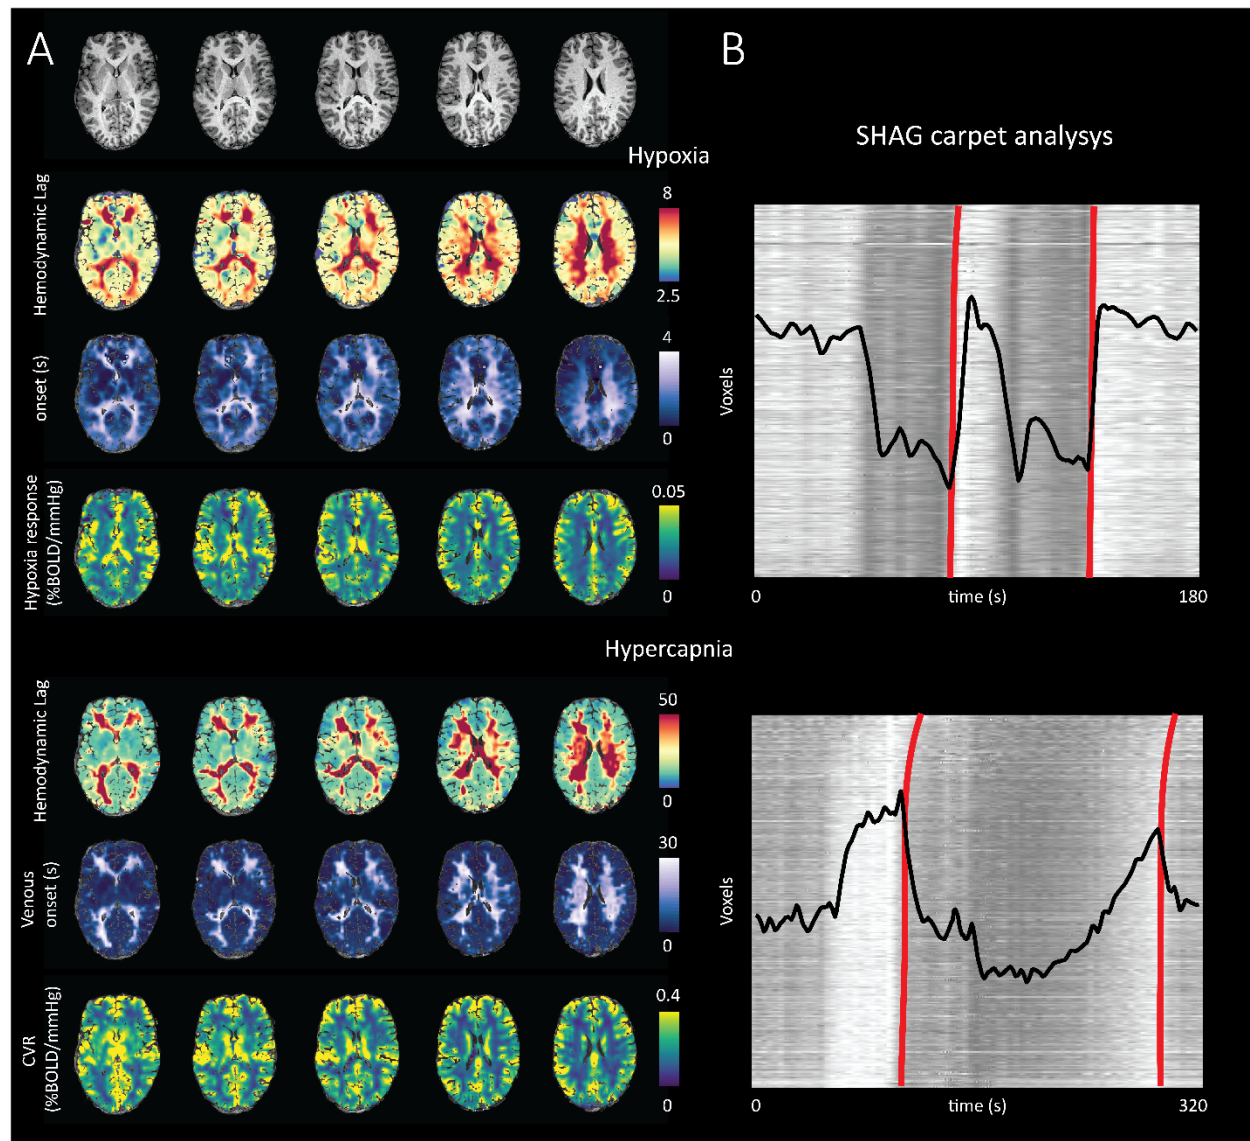 A
B
SHAG carpet analysys
Hypoxia
Hemodynamic Lag
8
2.5
onset (s)
4
0
Hypoxia response
(%BOLD/mmHg)
0.05
0
Voxels
0
time (s)
180
Hypercapnia
Hemodynamic Lag
50
0
Venous
onset (s)
30
0
CVR
(%BOLD/mmHg)
0.4
0
Voxels
0
time (s)
320